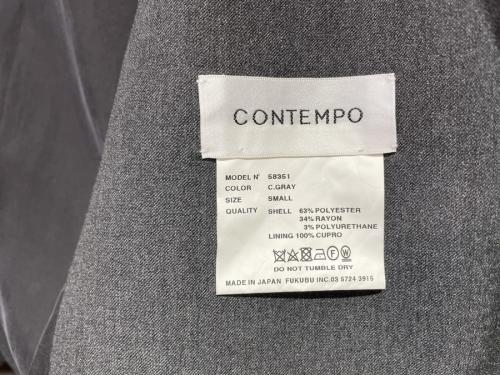 CONTEMPO
MODEL Nº 58351
COLOR C.GRAY
SIZE SMALL
QUALITY SHELL 63% POLYESTER
34% RAYON
3% POLYURETHANE
LINING 100% CUPRO
DO NOT TUMBLE DRY
MADE IN JAPAN FUKUBU INC.03 5724 3915